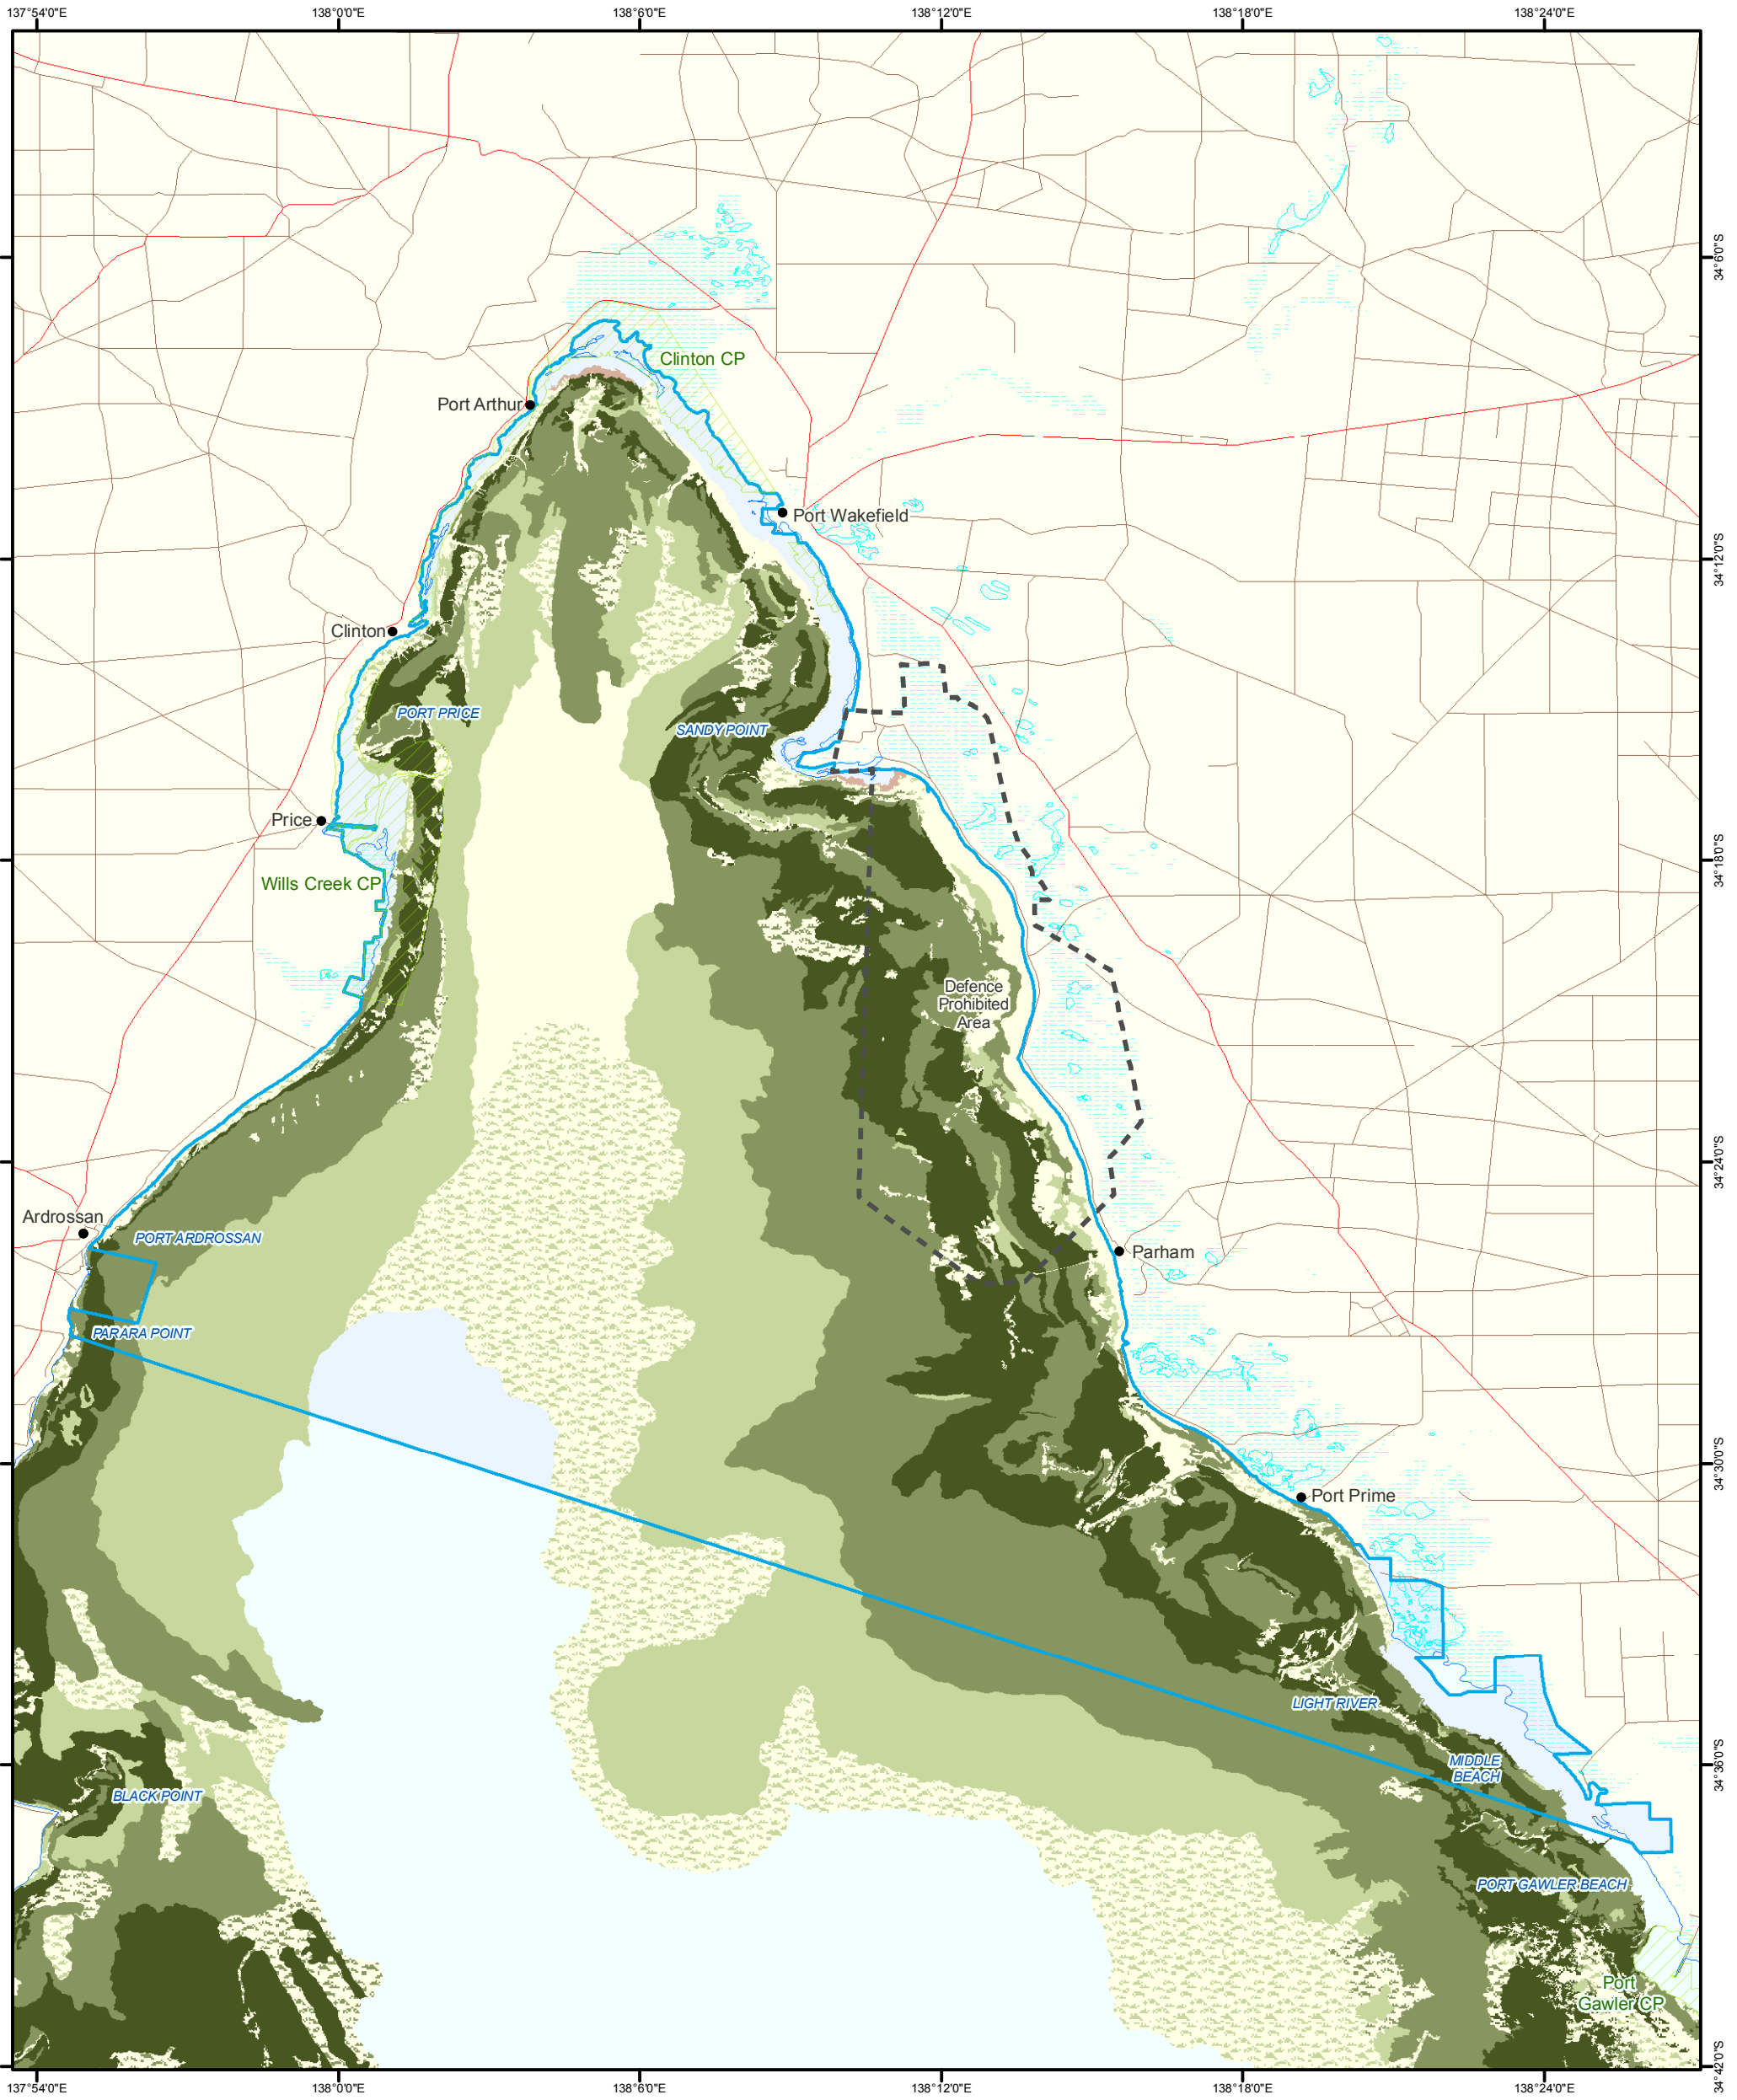 137°54'0"E
138°0'0"E
138°6'0"E
138°12'0"E
138°18'0"E
138°24'0"E
34°6'0"S
Clinton CP
Port Arthur
Port Wakefield
34°12'0"S
Clinton
PORT PRICE
SANDY POINT
Price
34°18'0"S
Wills Creek CP
Defence
Prohibited
Area
34°24'0"S
Ardrossan
PORT ARDROSSAN
Parham
PARARA POINT
34°30'0"S
Port Prime
LIGHT RIVER
MIDDLE
BEACH
34°36'0"S
BLACK POINT
PORT GAWLER BEACH
Port
Gawler CP
34°42'0"S
137°54'0"E
138°0'0"E
138°6'0"E
138°12'0"E
138°18'0"E
138°24'0"E